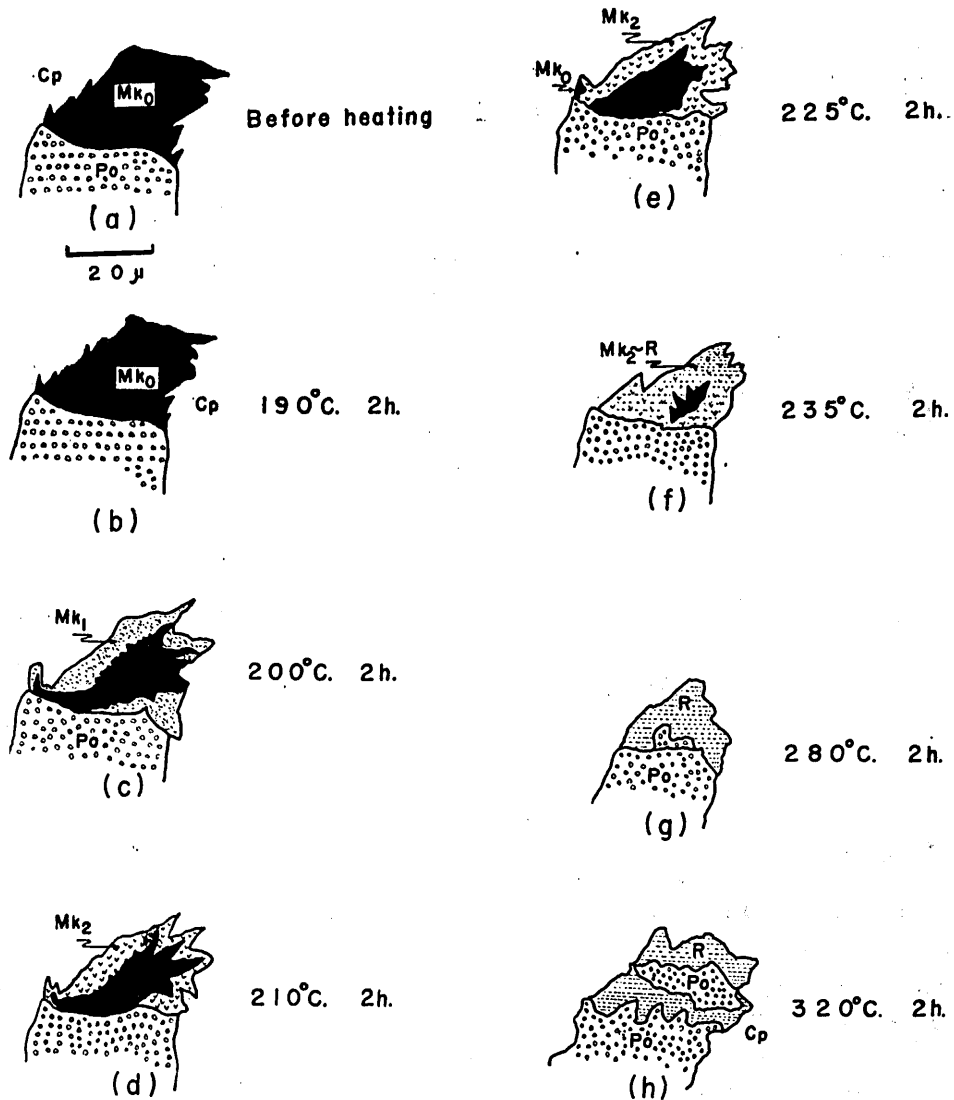 Cp
Mk₀
Before heating
Po
(a)
20 μ
Mk₀
Cp
190°C. 2h.
(b)
Mk₁
200°C. 2h.
Po
(c)
Mk₂
210°C. 2h.
(d)
Mk₂
Mk₀
225°C. 2h.
Po
(e)
Mk₂~R
235°C. 2h.
(f)
R
280°C. 2h.
Po
(g)
R
Po
320°C. 2h.
Cp
Po
(h)